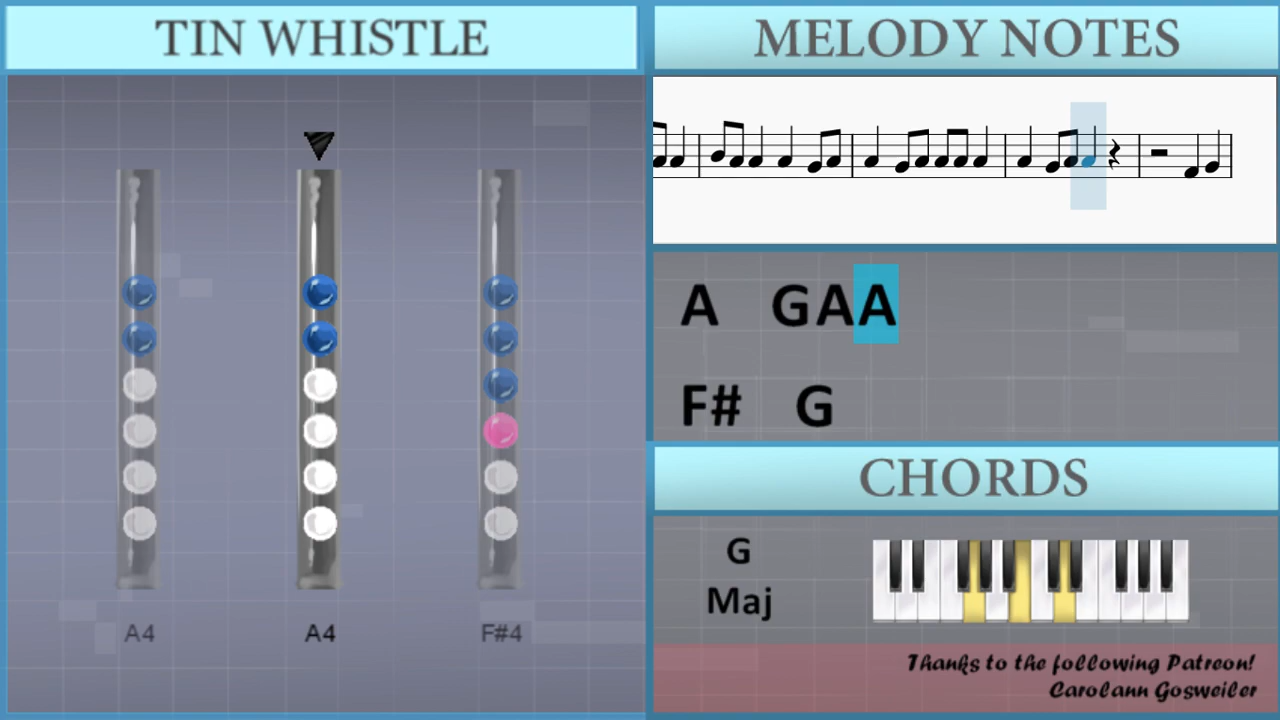 TIN WHISTLE
A4
A4
F#4
MELODY NOTES
A GAA
F# G
CHORDS
G
Maj
Thanks to the following Patreon!
Carolann Gosweiler